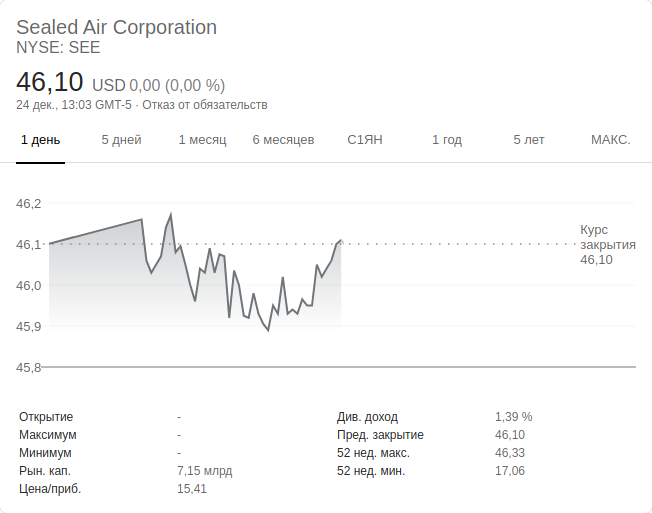 Sealed Air Corporation
NYSE: SEE
46,10 USD 0,00 (0,00 %)
24 дек., 13:03 GMT-5 · Отказ от обязательств
1 день 5 дней 1 месяц 6 месяцев С1ЯН 1 год 5 лет МАКС.
46,2
46,1
46,0
45,9
45,8
Курс
закрытия
46,10
Открытие - Див. доход 1,39 %
Максимум - Пред. закрытие 46,10
Минимум - 52 нед. макс. 46,33
Рын. кап. 7,15 млрд 52 нед. мин. 17,06
Цена/приб. 15,41